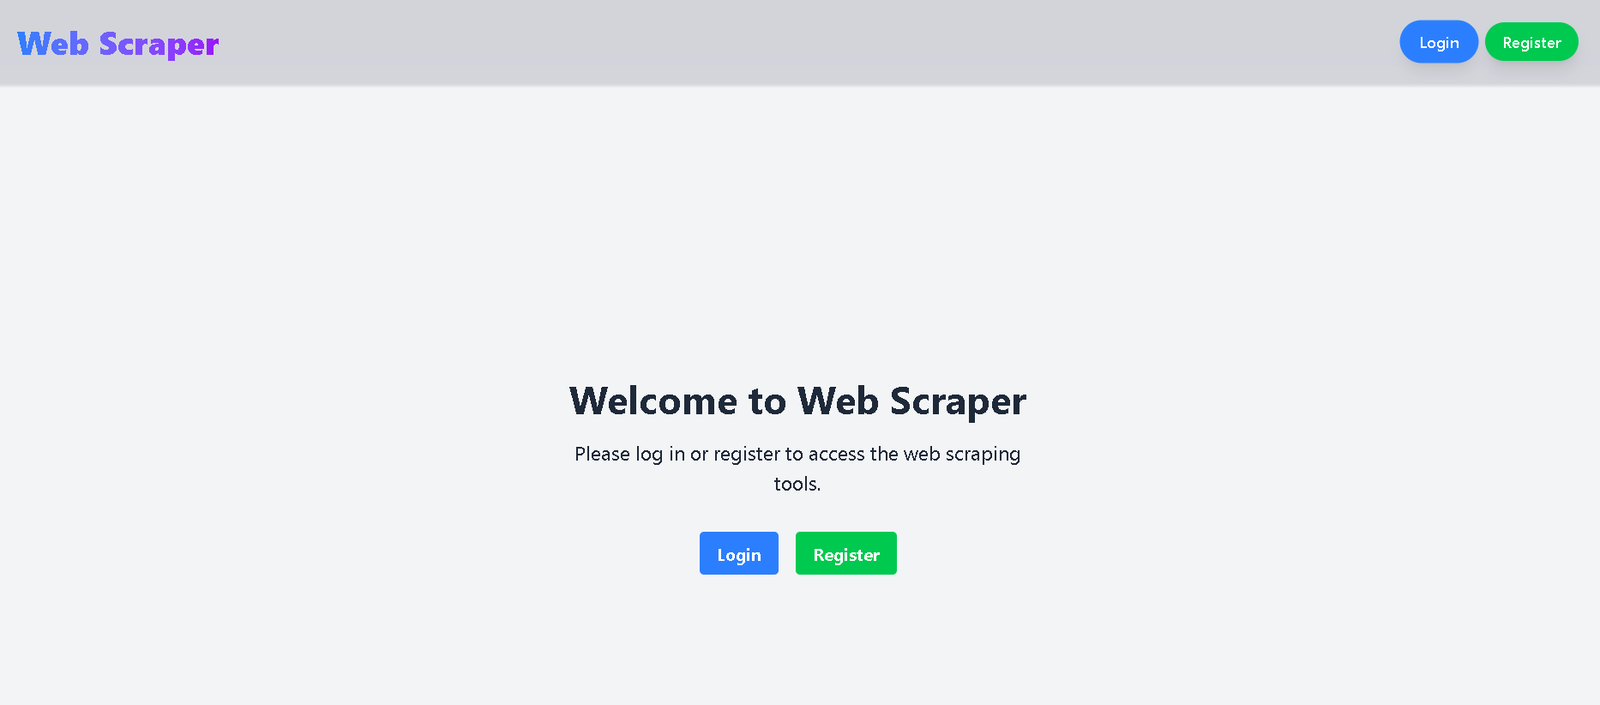 Web Scraper
Login
Register
Welcome to Web Scraper
Please log in or register to access the web scraping
tools.
Login
Register